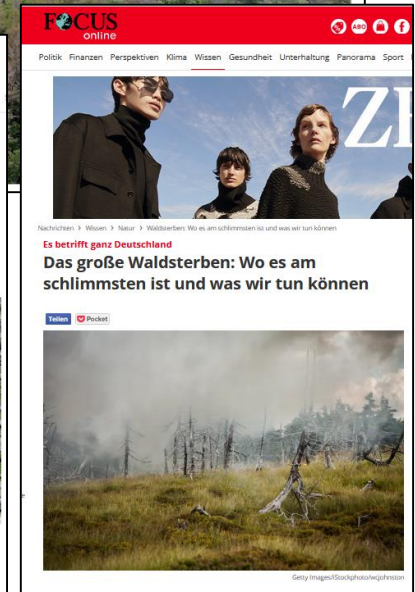 FOCUS
online
ABO
Politik Finanzen Perspektiven Klima Wissen Gesundheit Unterhaltung Panorama Sport
Nachrichten > Wissen > Natur > Waldsterben: Wo es am schlimmsten ist und was wir tun können
Es betrifft ganz Deutschland
Das große Waldsterben: Wo es am
schlimmsten ist und was wir tun können
Teilen Pocket
Getty Images/iStockphoto/wcjohnston